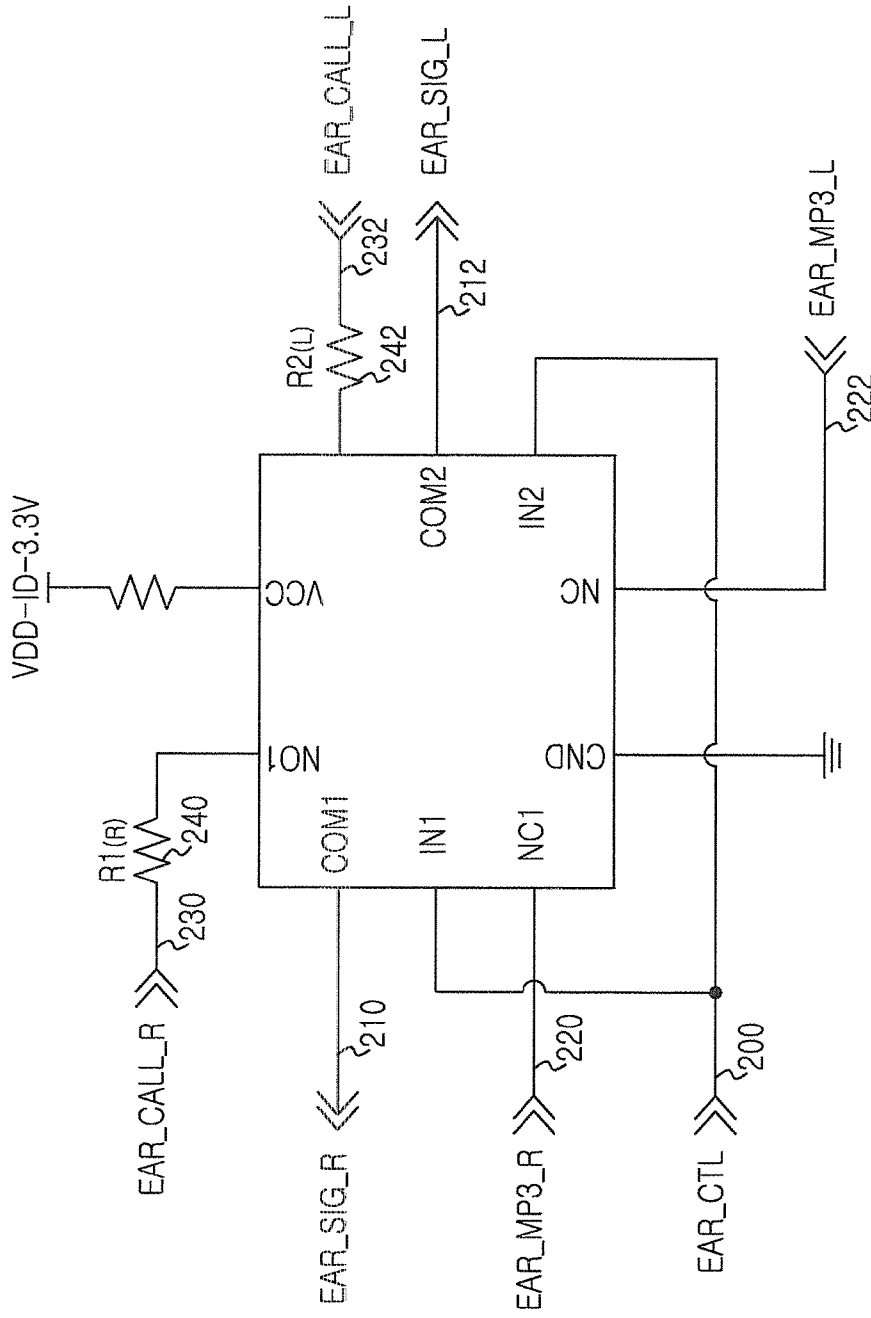 VDD-ID-3.3V
R1(R)
EAR_CALL_R
230
240
NO1
VCC
R2(L)
EAR_SIG_R
COM1
EAR_CALL_L
210
242
232
IN1
COM2
EAR_SIG_L
212
EAR_MP3_R
NC1
IN2
220
GND
NC
EAR_CTL
200
EAR_MP3_L
222